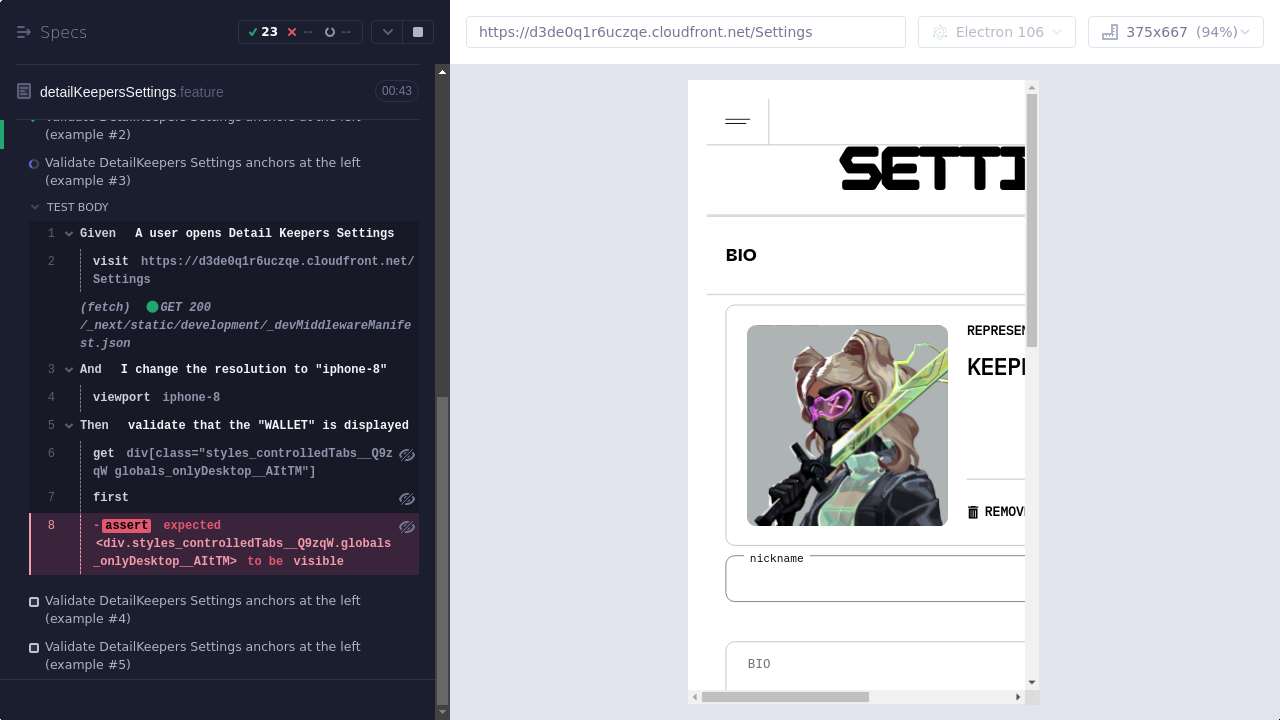 Specs
23
--
--
detailKeepersSettings.feature
00:43
Validate DetailKeepers Settings anchors at the left
(example #2)
Validate DetailKeepers Settings anchors at the left
(example #3)
TEST BODY
1 Given A user opens Detail Keepers Settings
2 visit https://d3de0q1r6uczqe.cloudfront.net/
Settings
(fetch) GET 200
/_next/static/development/_devMiddlewareManife
st.json
3 And I change the resolution to "iphone-8"
4 viewport iphone-8
5 Then validate that the "WALLET" is displayed
6 get div[class="styles_controlledTabs__Q9z
qW globals_onlyDesktop__AItTM"]
7 first
8 -assert expected
<div.styles_controlledTabs__Q9zqW.globals
_onlyDesktop__AItTM> to be visible
Validate DetailKeepers Settings anchors at the left
(example #4)
Validate DetailKeepers Settings anchors at the left
(example #5)
https://d3de0q1r6uczqe.cloudfront.net/Settings
Electron 106
375x667 (94%)
SETTI
BIO
REPRESEN
KEEP
REMOV
nickname
BIO